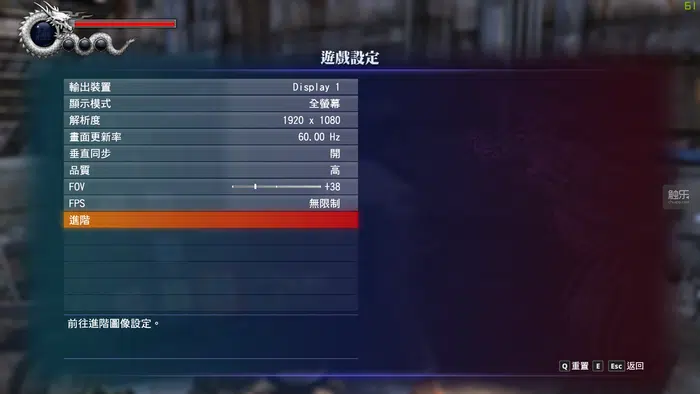 61
遊戲設定
輸出裝置 Display 1
顯示模式 全螢幕
解析度 1920 x 1080
畫面更新率 60.00 Hz
垂直同步 開
品質 高
FOV +38
FPS 無限制
進階
触乐
前往進階圖像設定。
Q 重置 E Esc 返回